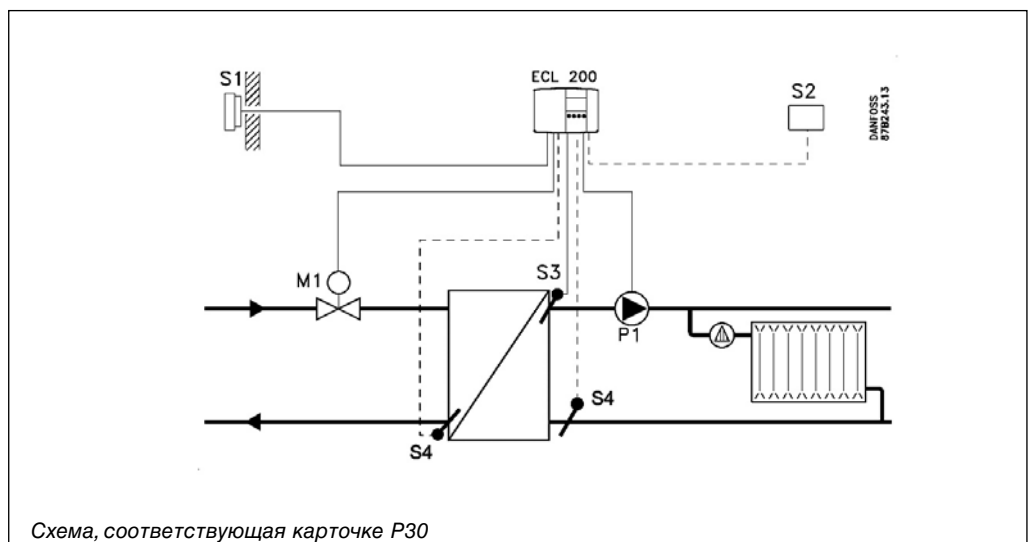 S1
ECL 200
S2
DANFOSS
87B243.13
M1
S3
P1
S4
S4
Схема, соответствующая карточке P30